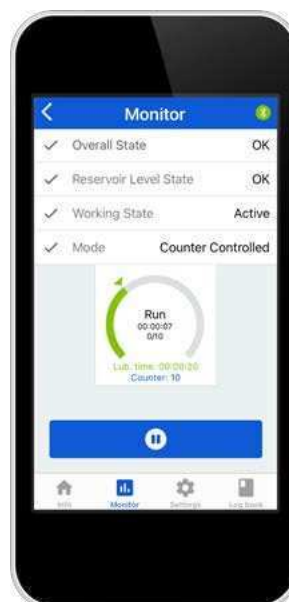 Monitor
Overall State OK
Reservoir Level State OK
Working State Active
Mode Counter Controlled
Run
00:00:07
0/10
Lub. time: 00:00:20
Counter: 10
Info Monitor Settings Log book